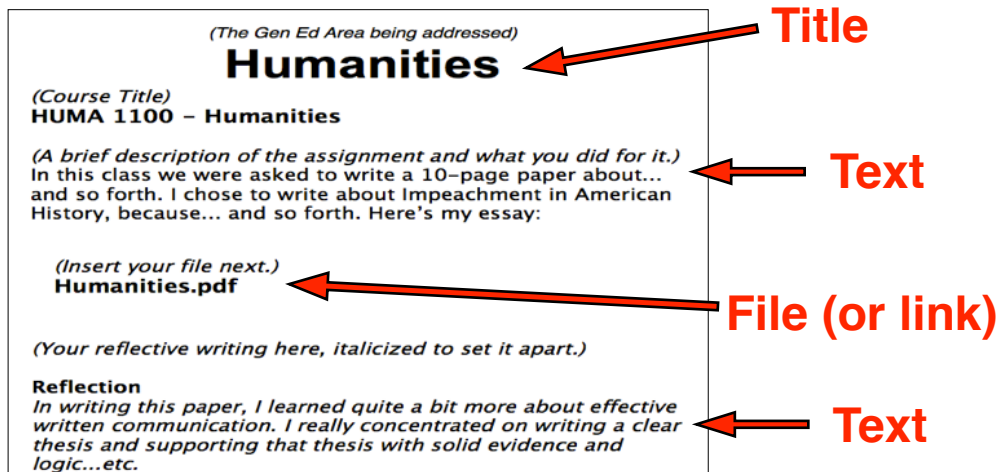 (The Gen Ed Area being addressed)
Title
Humanities
(Course Title)
HUMA 1100 – Humanities
(A brief description of the assignment and what you did for it.)
In this class we were asked to write a 10–page paper about...
Text
and so forth. I chose to write about Impeachment in American
History, because... and so forth. Here's my essay:
(Insert your file next.)
Humanities.pdf
File (or link)
(Your reflective writing here, italicized to set it apart.)
Reflection
In writing this paper, I learned quite a bit more about effective
written communication. I really concentrated on writing a clear
Text
thesis and supporting that thesis with solid evidence and
logic...etc.